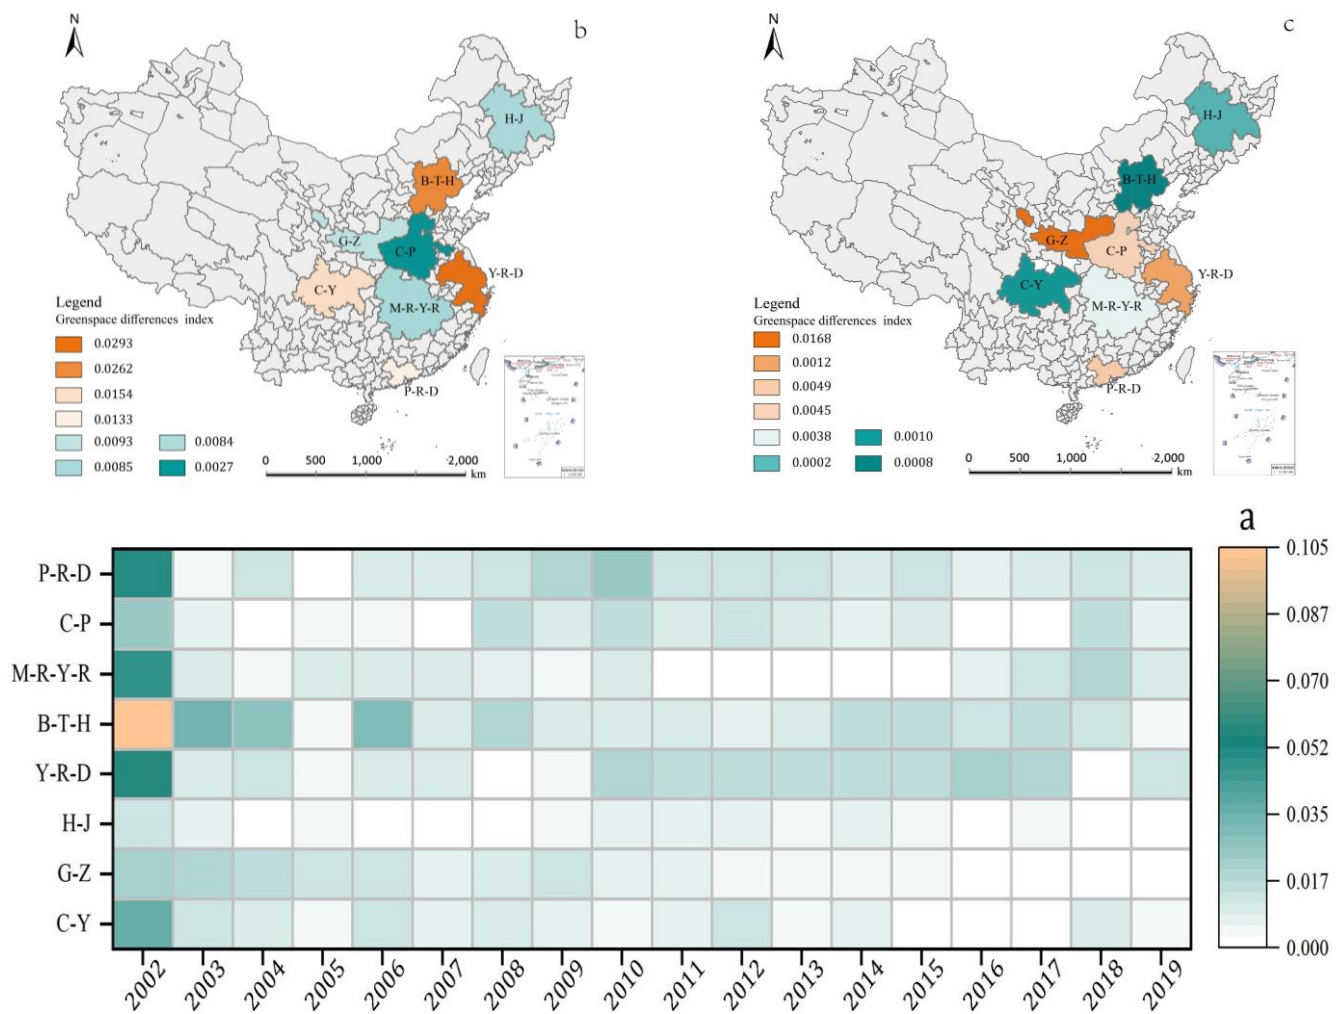 N
b
H-J
B-T-H
G-Z
C-P
Y-R-D
C-Y
M-R-Y-R
P-R-D
Legend
Greenspace differences index
0.0293
0.0262
0.0154
0.0133
0.0093 0.0084
0.0085 0.0027
0 500 1,000 2,000
km
N
c
H-J
B-T-H
G-Z
C-P
Y-R-D
C-Y
M-R-Y-R
P-R-D
Legend
Greenspace differences index
0.0168
0.0012
0.0049
0.0045
0.0038 0.0010
0.0002 0.0008
0 500 1,000 -2,000
km
a
P-R-D
C-P
M-R-Y-R
B-T-H
Y-R-D
H-J
G-Z
C-Y
2002 2003 2004 2005 2006 2007 2008 2009 2010 2011 2012 2013 2014 2015 2016 2017 2018 2019
0.105
0.087
0.070
0.052
0.035
0.017
0.000